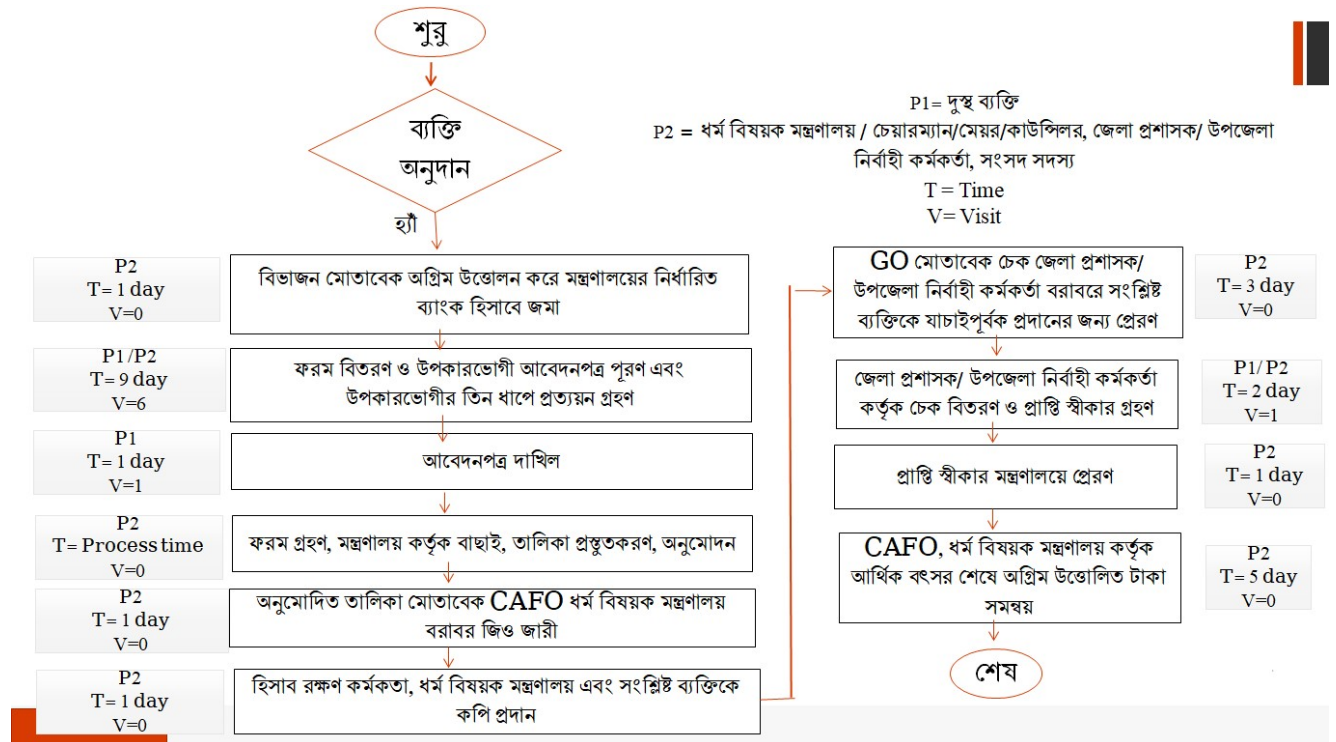 শুরু
ব্যক্তি
অনুদান
হ্যাঁ
P1= দুস্থ ব্যক্তি
P2 = ধর্ম বিষয়ক মন্ত্রণালয় / চেয়ারম্যান/মেয়র/কাউন্সিলর, জেলা প্রশাসক/ উপজেলা
নির্বাহী কর্মকর্তা, সংসদ সদস্য
T = Time
V= Visit
P2
T= 1 day
V=0
বিভাজন মোতাবেক অগ্রিম উত্তোলন করে মন্ত্রণালয়ের নির্ধারিত
ব্যাংক হিসাবে জমা
P1/P2
T= 9 day
V=6
ফরম বিতরণ ও উপকারভোগী আবেদনপত্র পূরণ এবং
উপকারভোগীর তিন ধাপে প্রত্যয়ন গ্রহণ
P1
T= 1 day
V=1
আবেদনপত্র দাখিল
P2
T= Process time
V=0
ফরম গ্রহণ, মন্ত্রণালয় কর্তৃক বাছাই, তালিকা প্রস্তুতকরণ, অনুমোদন
P2
T= 1 day
V=0
অনুমোদিত তালিকা মোতাবেক CAFO ধর্ম বিষয়ক মন্ত্রণালয়
বরাবর জিও জারী
P2
T= 1 day
V=0
হিসাব রক্ষণ কর্মকতা, ধর্ম বিষয়ক মন্ত্রণালয় এবং সংশ্লিষ্ট ব্যক্তিকে
কপি প্রদান
GO মোতাবেক চেক জেলা প্রশাসক/
উপজেলা নির্বাহী কর্মকর্তা বরাবরে সংশ্লিষ্ট
ব্যক্তিকে যাচাইপূর্বক প্রদানের জন্য প্রেরণ
P2
T= 3 day
V=0
জেলা প্রশাসক/ উপজেলা নির্বাহী কর্মকর্তা
কর্তৃক চেক বিতরণ ও প্রাপ্তি স্বীকার গ্রহণ
P1/ P2
T= 2 day
V=1
প্রাপ্তি স্বীকার মন্ত্রণালয়ে প্রেরণ
P2
T= 1 day
V=0
CAFO, ধর্ম বিষয়ক মন্ত্রণালয় কর্তৃক
আর্থিক বৎসর শেষে অগ্রিম উত্তোলিত টাকা
সমন্বয়
P2
T= 5 day
V=0
শেষ